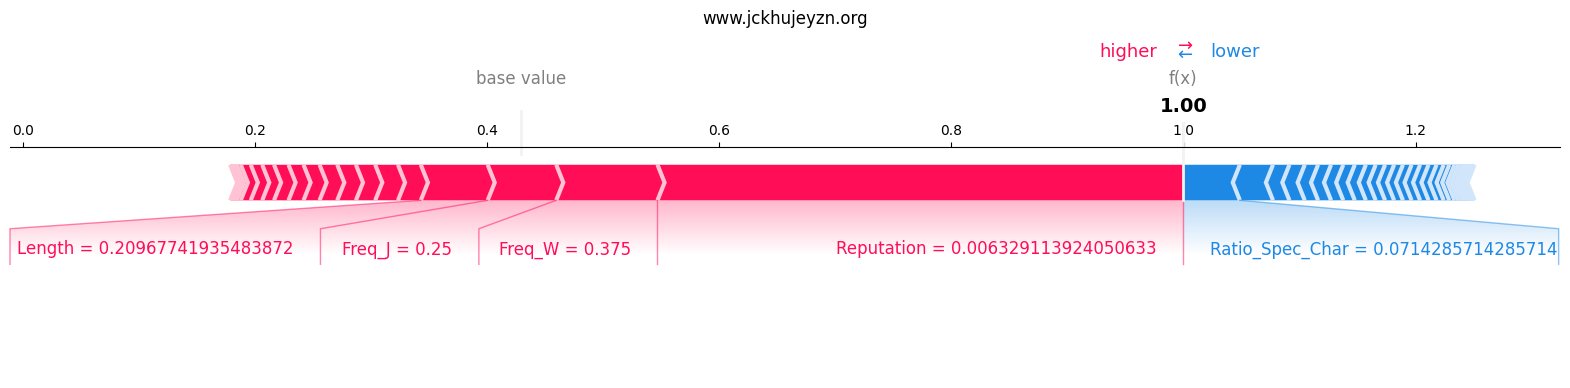 www.jckhujeyzn.org
higher ⇄ lower
base value f(x)
1.00
0.0 0.2 0.4 0.6 0.8 1.0 1.2
Length = 0.20967741935483872 Freq_J = 0.25 Freq_W = 0.375 Reputation = 0.006329113924050633 Ratio_Spec_Char = 0.0714285714285714